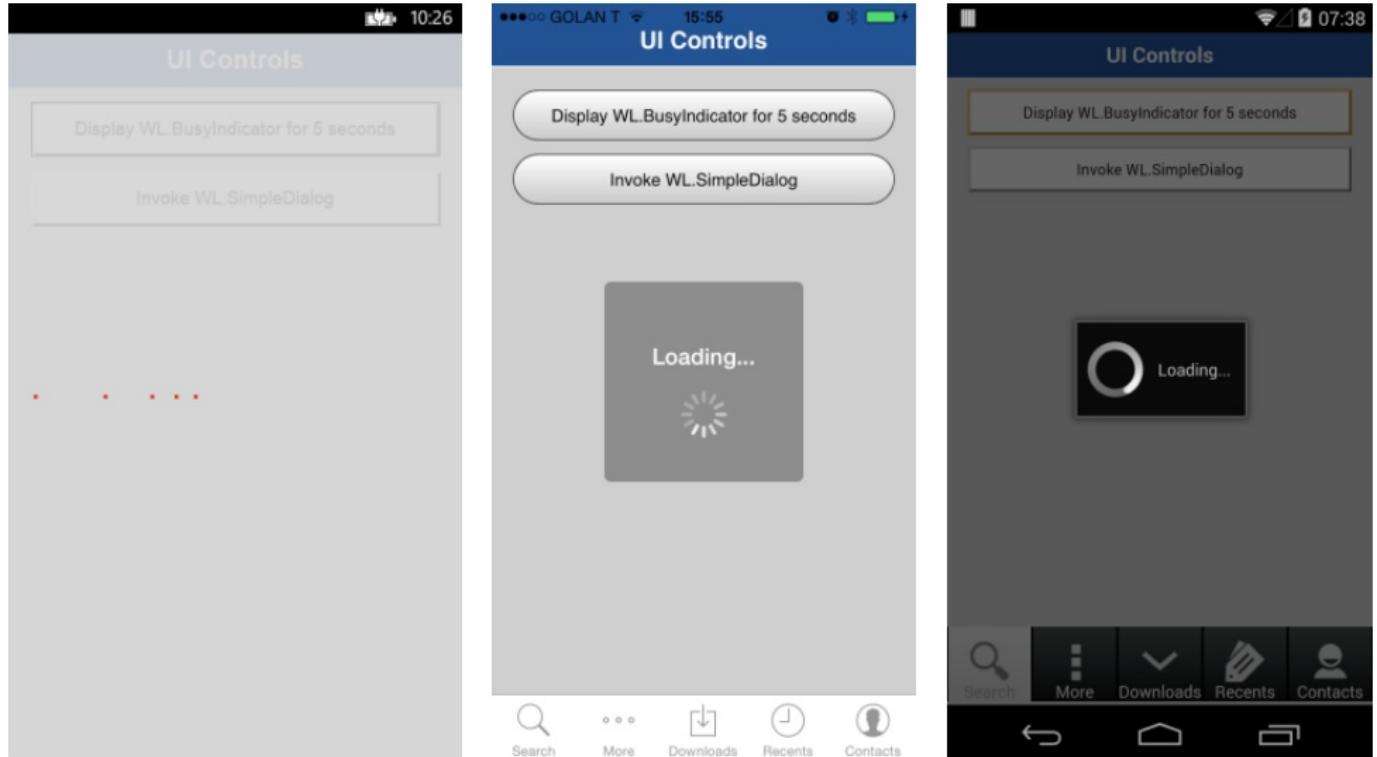 10:26
UI Controls
Display WL.BusyIndicator for 5 seconds
Invoke WL.SimpleDialog
GOLAN T 15:55
UI Controls
Display WL.BusyIndicator for 5 seconds
Invoke WL.SimpleDialog
Loading...
Search More Downloads Recents Contacts
07:38
UI Controls
Display WL.BusyIndicator for 5 seconds
Invoke WL.SimpleDialog
Loading...
Search More Downloads Recents Contacts